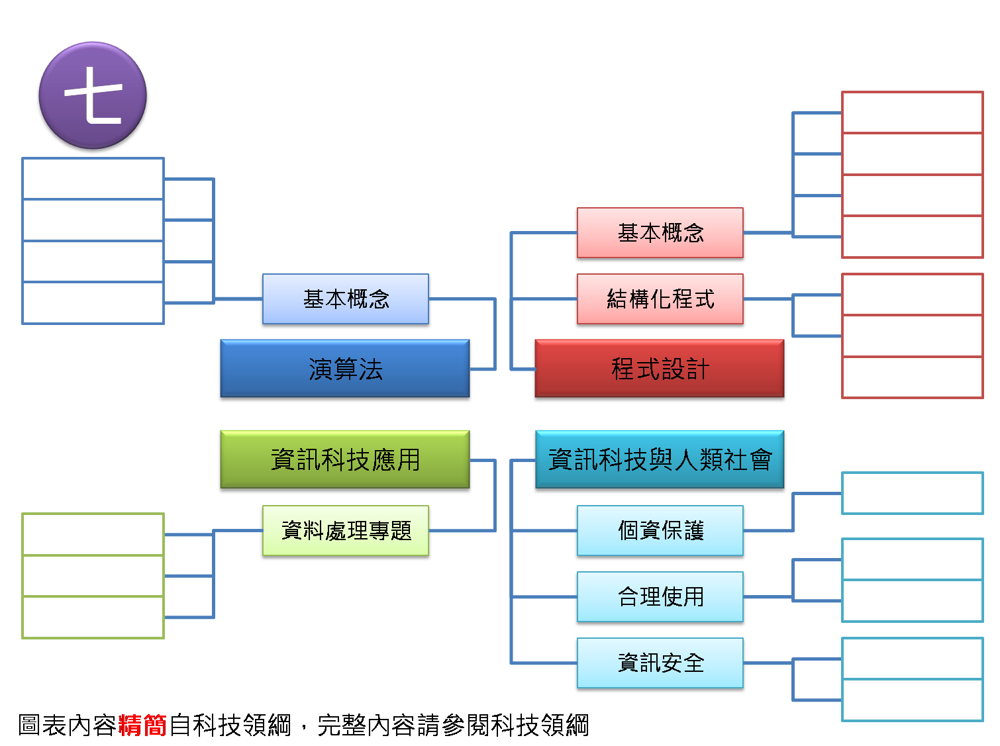 七
基本概念
演算法
基本概念
結構化程式
程式設計
資訊科技應用
資料處理專題
資訊科技與人類社會
個資保護
合理使用
資訊安全
圖表內容精簡自科技領綱，完整內容請參閱科技領綱